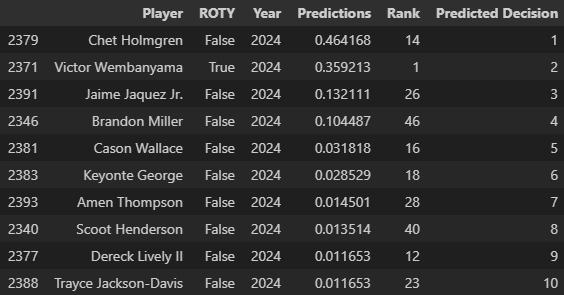 Player ROTY Year Predictions Rank Predicted Decision
2379 Chet Holmgren False 2024 0.464168 14 1
2371 Victor Wembanyama True 2024 0.359213 1 2
2391 Jaime Jaquez Jr. False 2024 0.132111 26 3
2346 Brandon Miller False 2024 0.104487 46 4
2381 Cason Wallace False 2024 0.031818 16 5
2383 Keyonte George False 2024 0.028529 18 6
2393 Amen Thompson False 2024 0.014501 28 7
2340 Scoot Henderson False 2024 0.013514 40 8
2377 Dereck Lively II False 2024 0.011653 12 9
2388 Trayce Jackson-Davis False 2024 0.011653 23 10